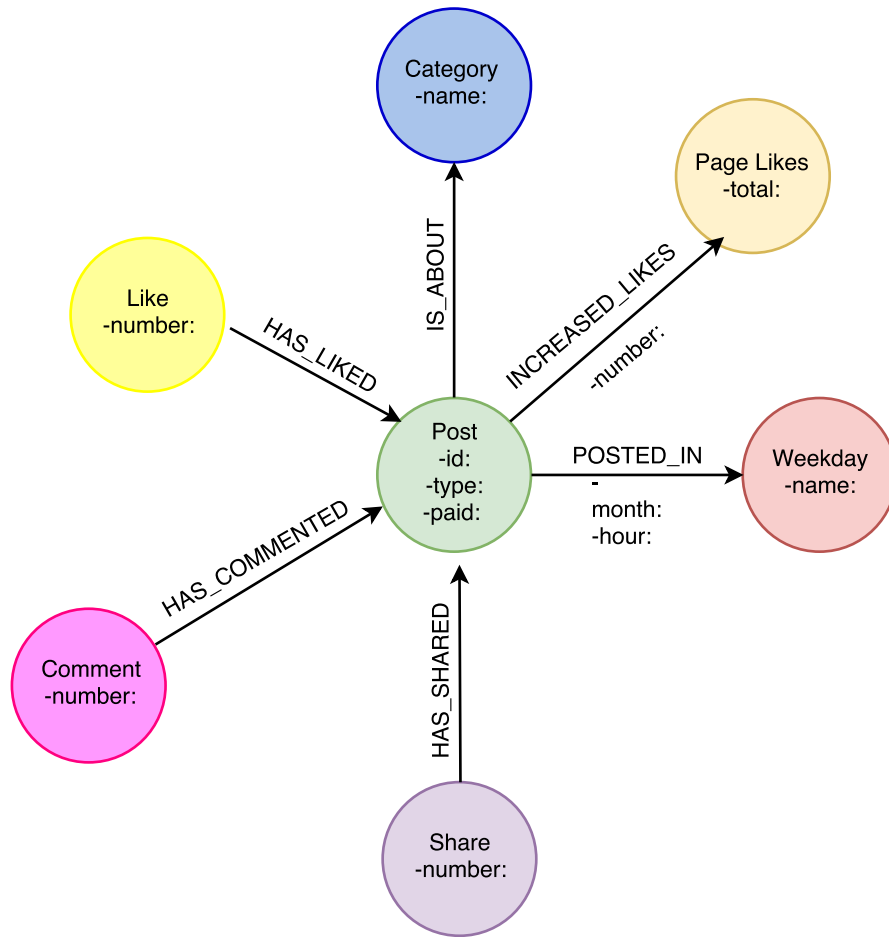 Category
-name:
Page Likes
-total:
IS_ABOUT
INCREASED_LIKES
-number:
Like
-number:
HAS_LIKED
Post
-id:
-type:
-paid:
POSTED_IN
-
month:
-hour:
Weekday
-name:
HAS_COMMENTED
Comment
-number:
HAS_SHARED
Share
-number: